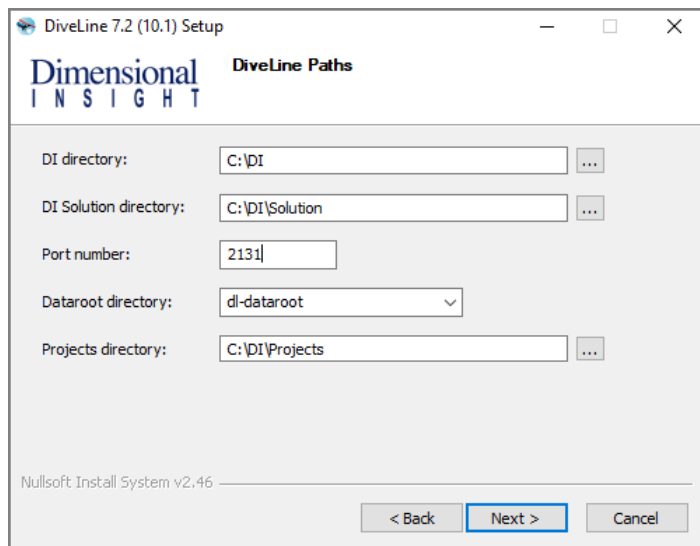 DiveLine 7.2 (10.1) Setup
Dimensional
INSIGHT
DiveLine Paths
DI directory:
C:\DI
...
DI Solution directory:
C:\DI\Solution
...
Port number:
2131
Dataroot directory:
dl-dataroot
Projects directory:
C:\DI\Projects
...
Nullsoft Install System v2.46
< Back
Next >
Cancel